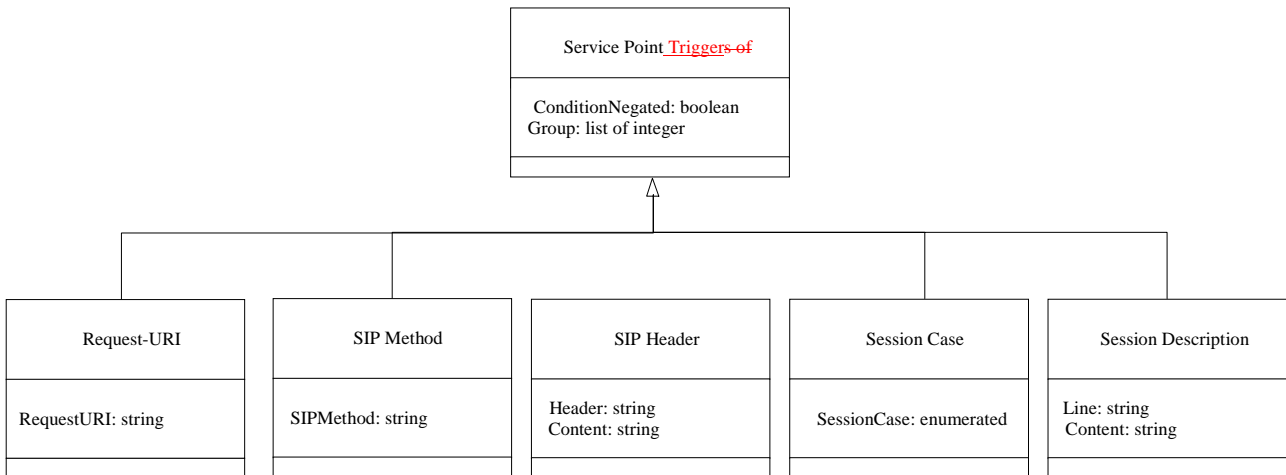 Service Point Triggers of
ConditionNegated: boolean
Group: list of integer
Request-URI
RequestURI: string
SIP Method
SIPMethod: string
SIP Header
Header: string
Content: string
Session Case
SessionCase: enumerated
Session Description
Line: string
Content: string